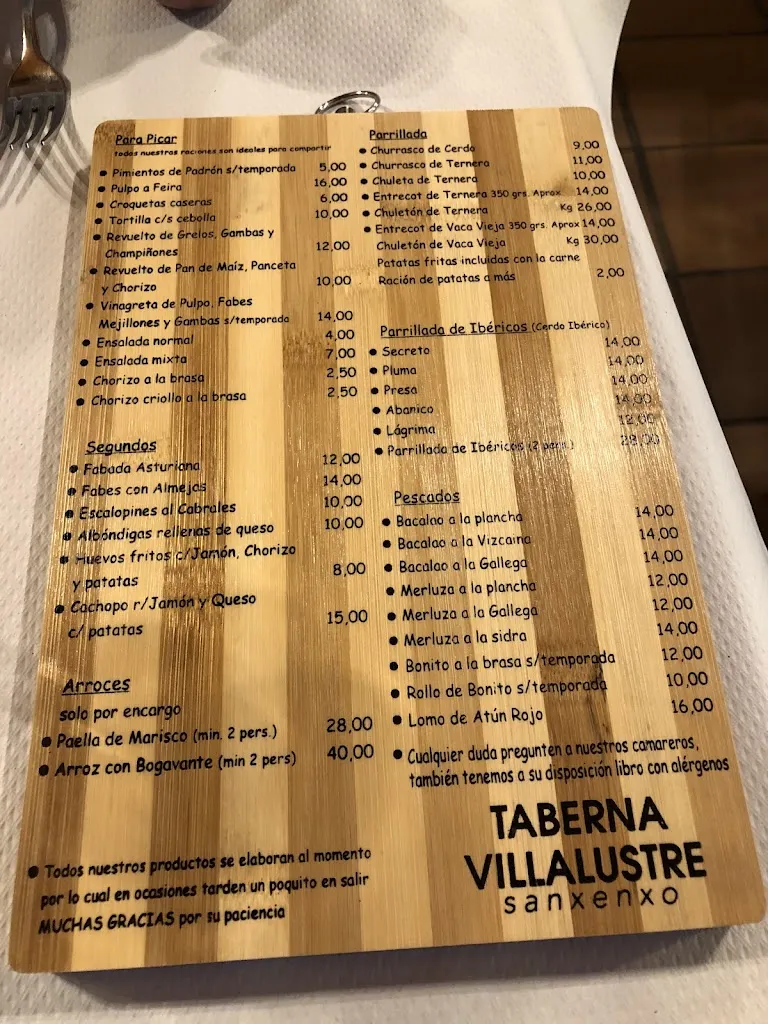 Para Picar
todas nuestras raciones son ideales para compartir
● Pimientos de Padrón s/temporada 5,00
● Pulpo a Feira 16,00
● Croquetas caseras 6,00
● Tortilla c/s cebolla 10,00
● Revuelto de Grelos, Gambas y
Champiñones 12,00
● Revuelto de Pan de Maíz, Panceta
y Chorizo 10,00
● Vinagreta de Pulpo, Fabes
Mejillones y Gambas s/temporada 14,00
● Ensalada normal 4,00
● Ensalada mixta 7,00
● Chorizo a la brasa 2,50
● Chorizo criollo a la brasa 2,50
Segundos
● Fabada Asturiana 12,00
● Fabes con Almejas 14,00
● Escalopines al Cabrales 10,00
● Albóndigas rellenas de queso 10,00
● Huevos fritos c/Jamón, Chorizo
y patatas 8,00
● Cachopo r/Jamón y Queso
c/ patatas 15,00
Arroces
solo por encargo
● Paella de Marisco (min. 2 pers.) 28,00
● Arroz con Bogavante (min 2 pers) 40,00
● Todos nuestros productos se elaboran al momento
por lo cual en ocasiones tarden un poquito en salir
MUCHAS GRACIAS por su paciencia
Parrillada
● Churrasco de Cerdo 9,00
● Churrasco de Ternera 11,00
● Chuleta de Ternera 10,00
● Entrecot de Ternera 350 grs. Aprox 14,00
● Chuletón de Ternera Kg 26,00
● Entrecot de Vaca Vieja 350 grs. Aprox 14,00
Chuletón de Vaca Vieja Kg 30,00
Patatas fritas incluidas con la carne
Ración de patatas a más 2,00
Parrillada de Ibéricos (Cerdo Ibérico)
● Secreto 14,00
● Pluma 14,00
● Presa 14,00
● Abanico 14,00
● Lágrima 12,00
● Parrillada de Ibéricos (2 pers.) 28,00
Pescados
● Bacalao a la plancha 14,00
● Bacalao a la Vizcaina 14,00
● Bacalao a la Gallega 14,00
● Merluza a la plancha 12,00
● Merluza a la Gallega 12,00
● Merluza a la sidra 14,00
● Bonito a la brasa s/temporada 12,00
● Rollo de Bonito s/temporada 10,00
● Lomo de Atún Rojo 16,00
● Cualquier duda pregunten a nuestros camareros,
también tenemos a su disposición libro con alérgenos
TABERNA
VILLALUSTRE
sanxenxo